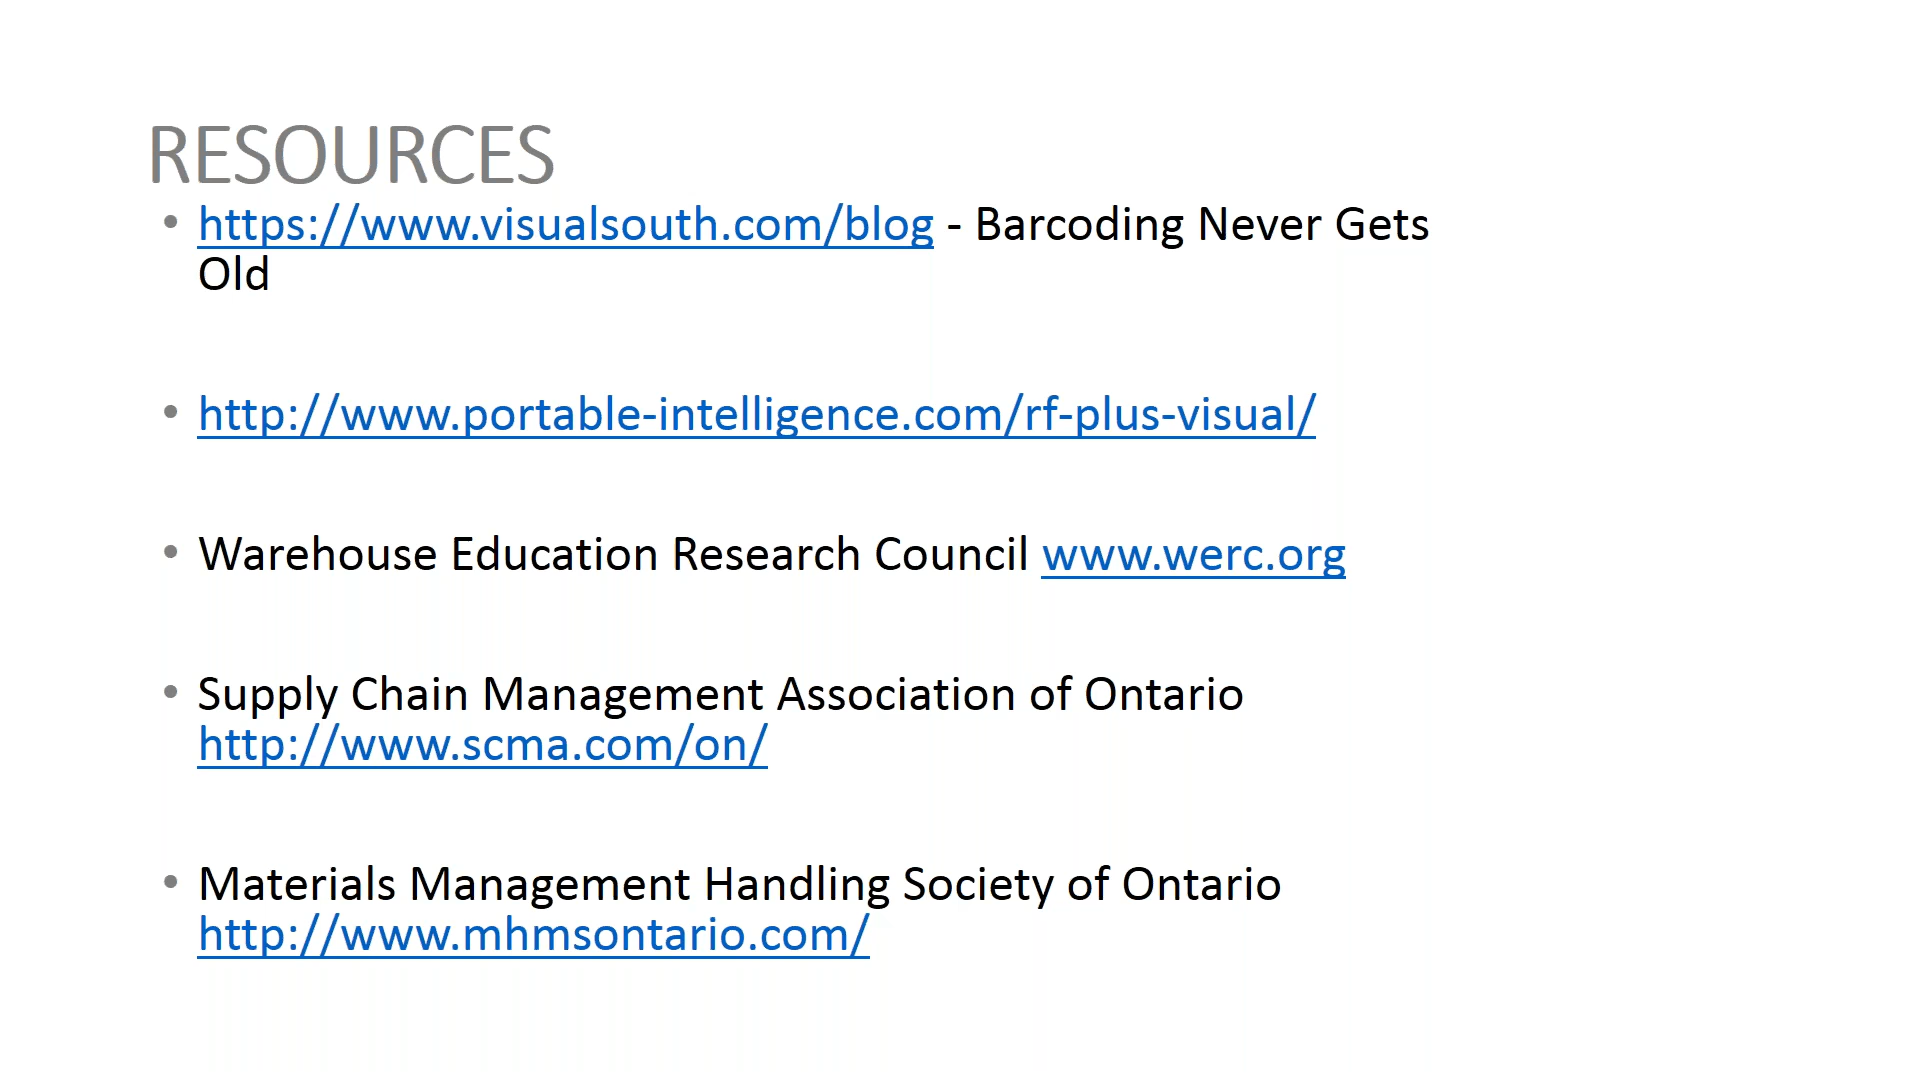 RESOURCES
• https://www.visualsouth.com/blog - Barcoding Never Gets
Old
• http://www.portable-intelligence.com/rf-plus-visual/
• Warehouse Education Research Council www.werc.org
• Supply Chain Management Association of Ontario
http://www.scma.com/on/
• Materials Management Handling Society of Ontario
http://www.mhmsontario.com/